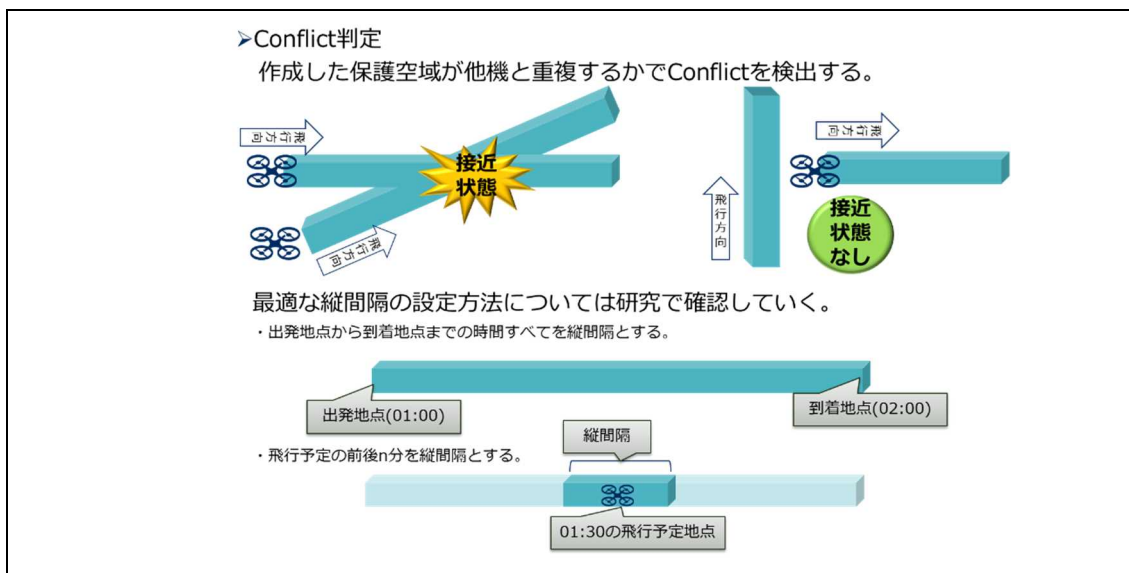 ➢Conflict判定
作成した保護空域が他機と重複するかでConflictを検出する。
飛行方向
飛行方向
接近
状態
飛行方向
飛行方向
接近
状態
なし
最適な縦間隔の設定方法については研究で確認していく。
・出発地点から到着地点までの時間すべてを縦間隔とする。
出発地点(01:00)
到着地点(02:00)
・飛行予定の前後n分を縦間隔とする。
縦間隔
01:30の飛行予定地点